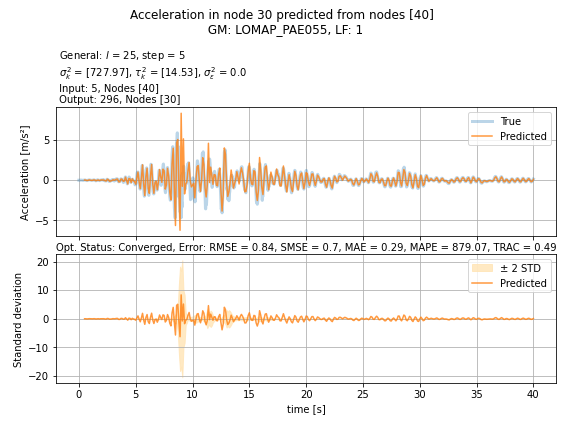 Acceleration in node 30 predicted from nodes [40]
GM: LOMAP_PAE055, LF: 1
General: l = 25, step = 5
σ²ₖ = [727.97], τ²ₖ = [14.53], σ²ε = 0.0
Input: 5, Nodes [40]
Output: 296, Nodes [30]
True
Predicted
Acceleration [m/s²]
5
0
−5
Opt. Status: Converged, Error: RMSE = 0.84, SMSE = 0.7, MAE = 0.29, MAPE = 879.07, TRAC = 0.49
± 2 STD
Predicted
Standard deviation
20
10
0
−10
−20
0 5 10 15 20 25 30 35 40
time [s]